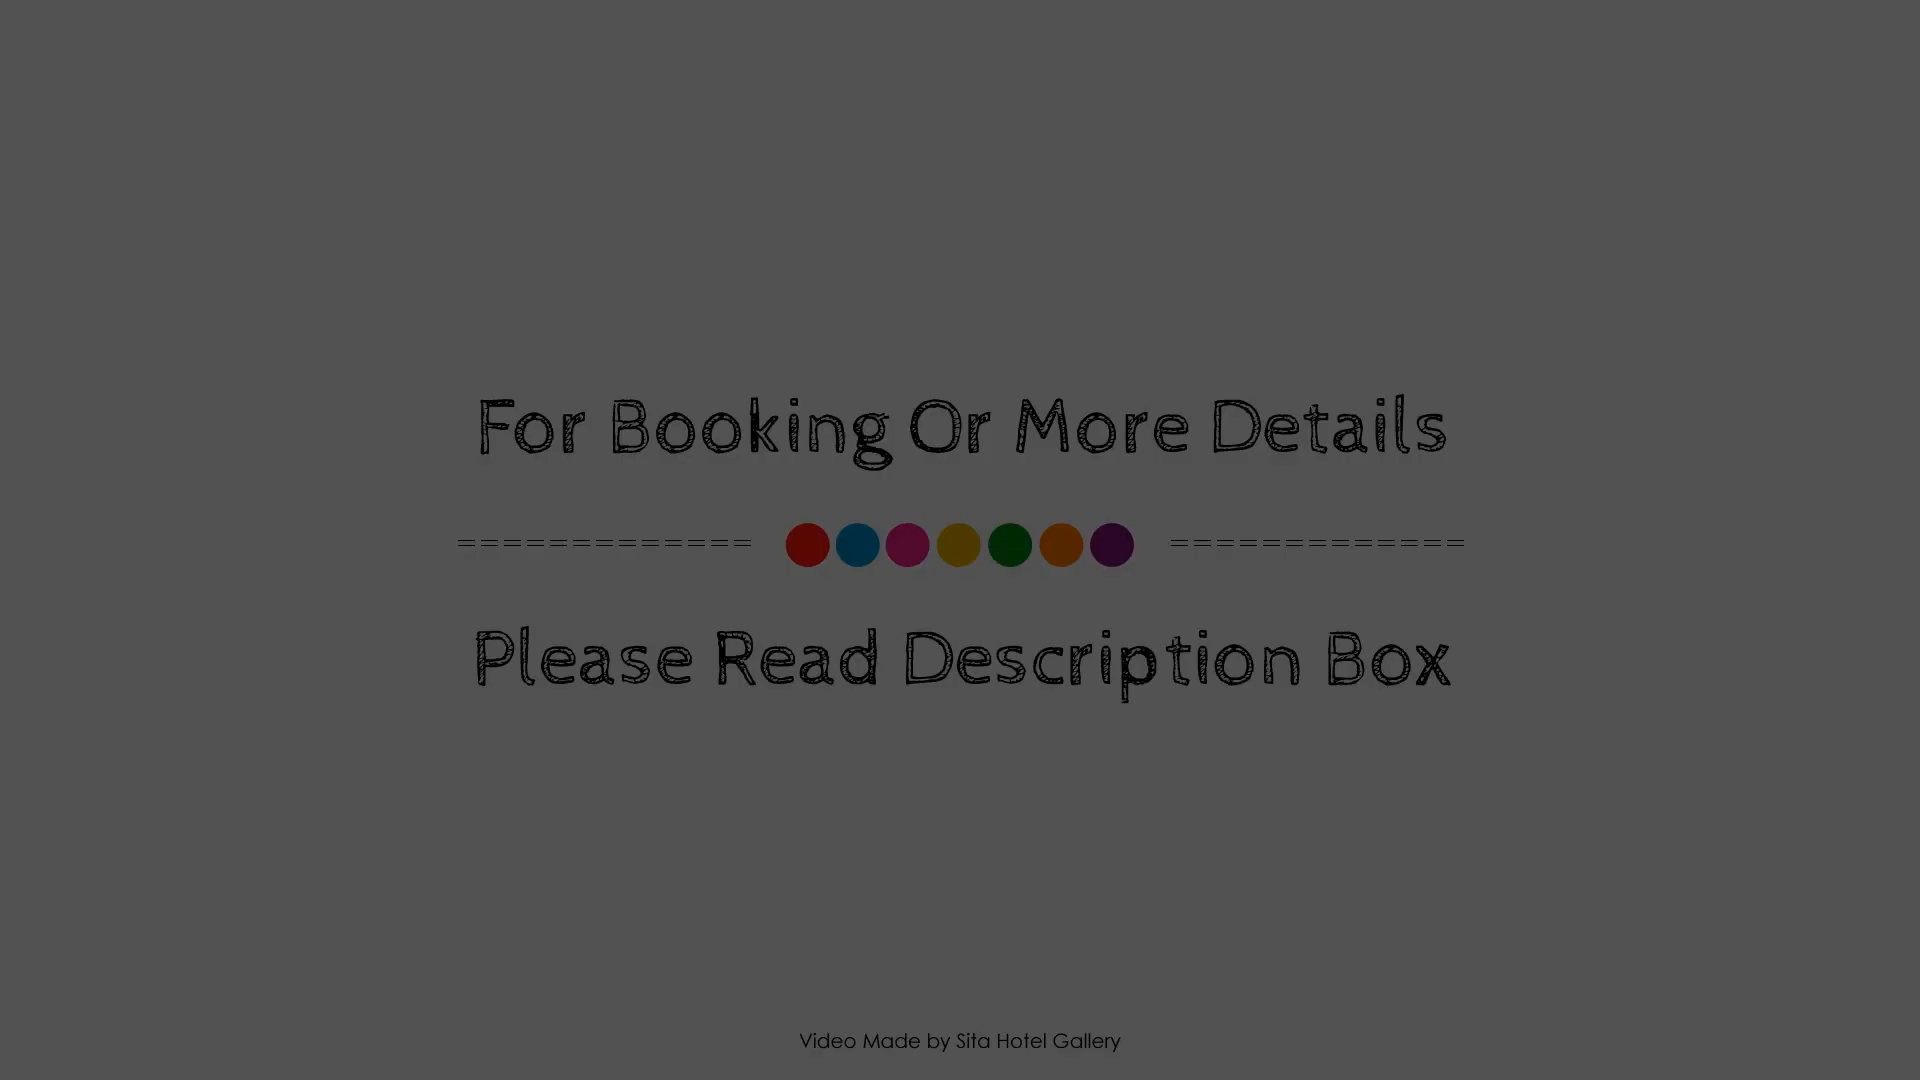 For Booking Or More Details
============= =============
Please Read Description Box
Video Made by Sita Hotel Gallery